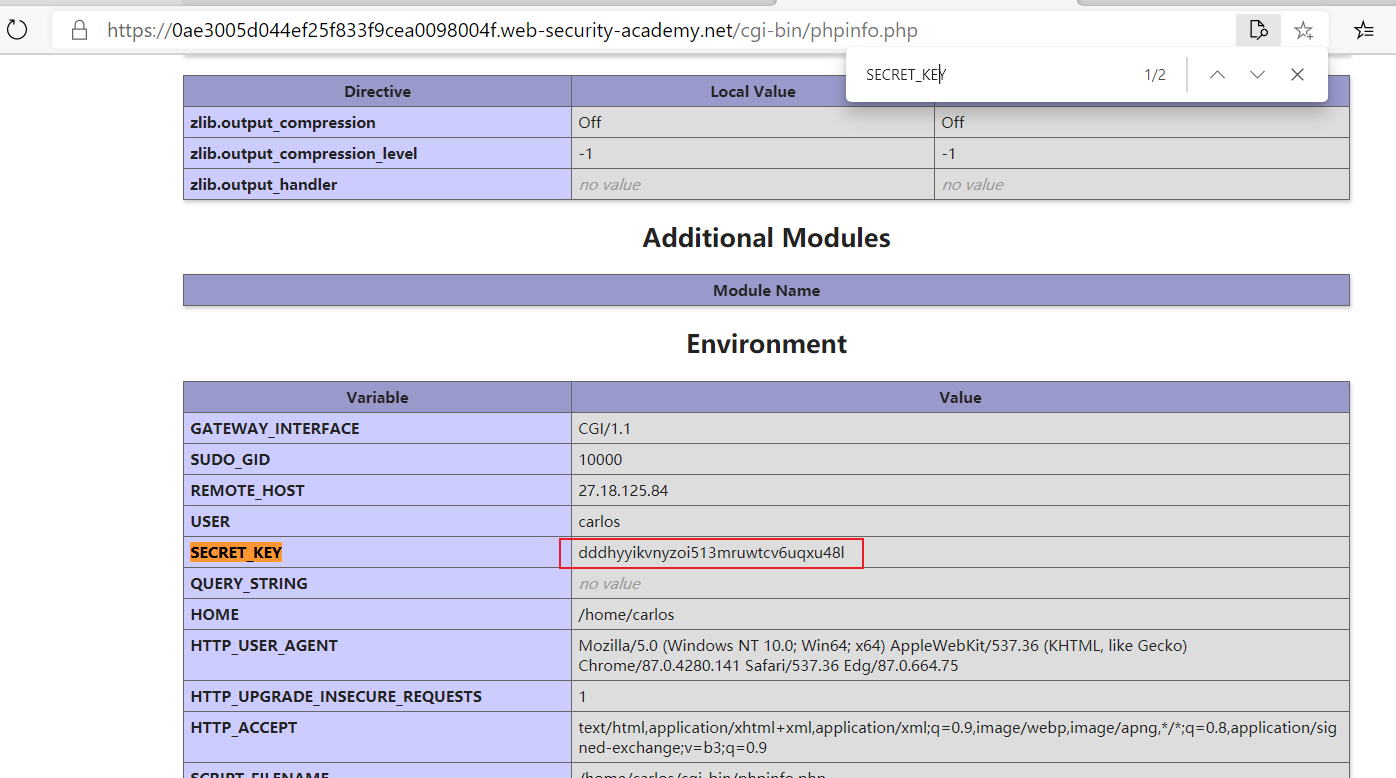 https://0ae3005d044ef25f833f9cea0098004f.web-security-academy.net/cgi-bin/phpinfo.php
SECRET_KEY 1/2
Directive Local Value
zlib.output_compression Off Off
zlib.output_compression_level -1 -1
zlib.output_handler no value no value
Additional Modules
Module Name
Environment
Variable Value
GATEWAY_INTERFACE CGI/1.1
SUDO_GID 10000
REMOTE_HOST 27.18.125.84
USER carlos
SECRET_KEY dddhyyikvnyzoi513mruwtcv6uqxu48l
QUERY_STRING no value
HOME /home/carlos
HTTP_USER_AGENT Mozilla/5.0 (Windows NT 10.0; Win64; x64) AppleWebKit/537.36 (KHTML, like Gecko)
Chrome/87.0.4280.141 Safari/537.36 Edg/87.0.664.75
HTTP_UPGRADE_INSECURE_REQUESTS 1
HTTP_ACCEPT text/html,application/xhtml+xml,application/xml;q=0.9,image/webp,image/apng,*/*;q=0.8,application/sig
ned-exchange;v=b3;q=0.9
SCRIPT_FILENAME /home/carlos/cgi-bin/phpinfo.php